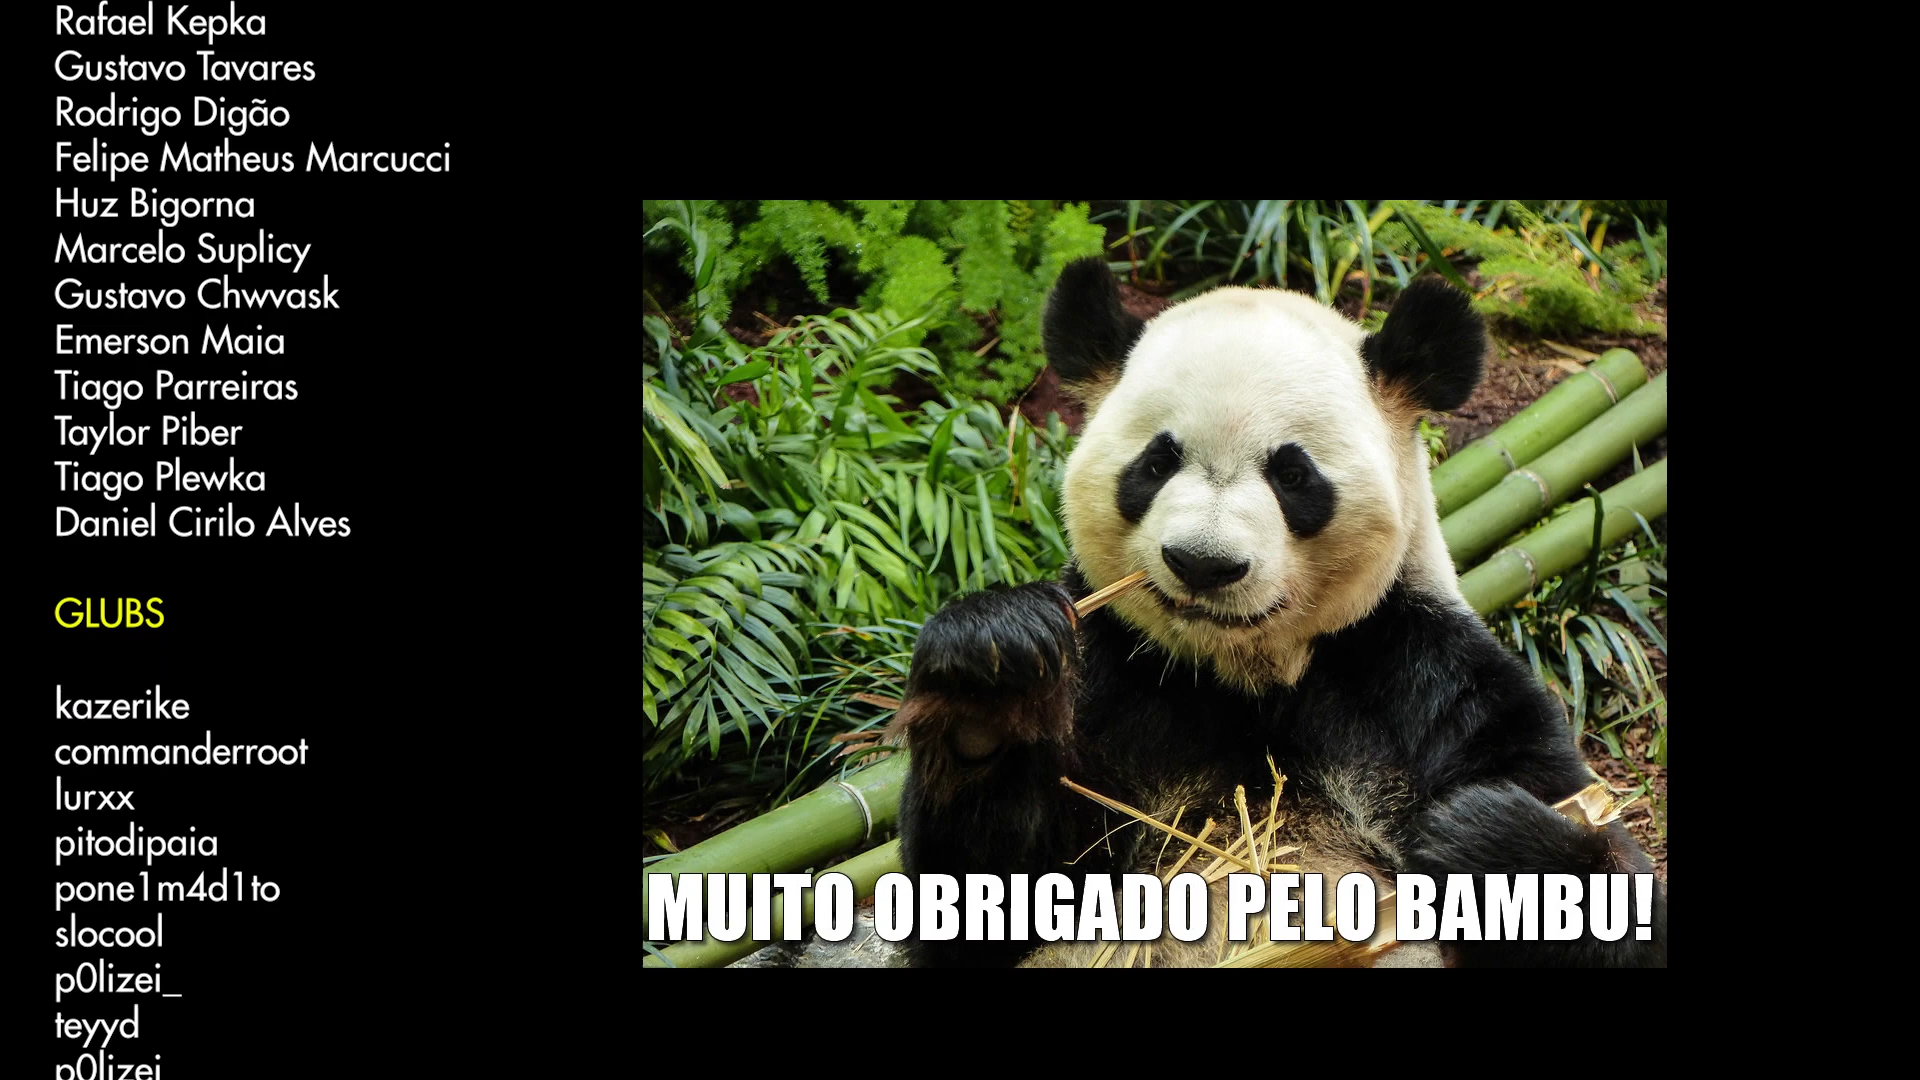 Rafael Kepka
Gustavo Tavares
Rodrigo Digão
Felipe Matheus Marcucci
Huz Bigorna
Marcelo Suplicy
Gustavo Chwvask
Emerson Maia
Tiago Parreiras
Taylor Piber
Tiago Plewka
Daniel Cirilo Alves
GLUBS
kazerike
commanderroot
lurxx
pitodipaia
pone1m4d1to
slocool
p0lizei_
teyyd
p0lizei
MUITO OBRIGADO PELO BAMBU!